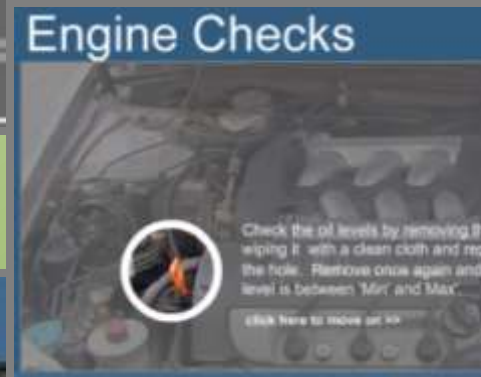 Engine Checks
Check the oil levels by removing th
wiping it with a clean cloth and rep
the hole. Remove once again and
level is between 'Min' and Max'.
click here to move on >>